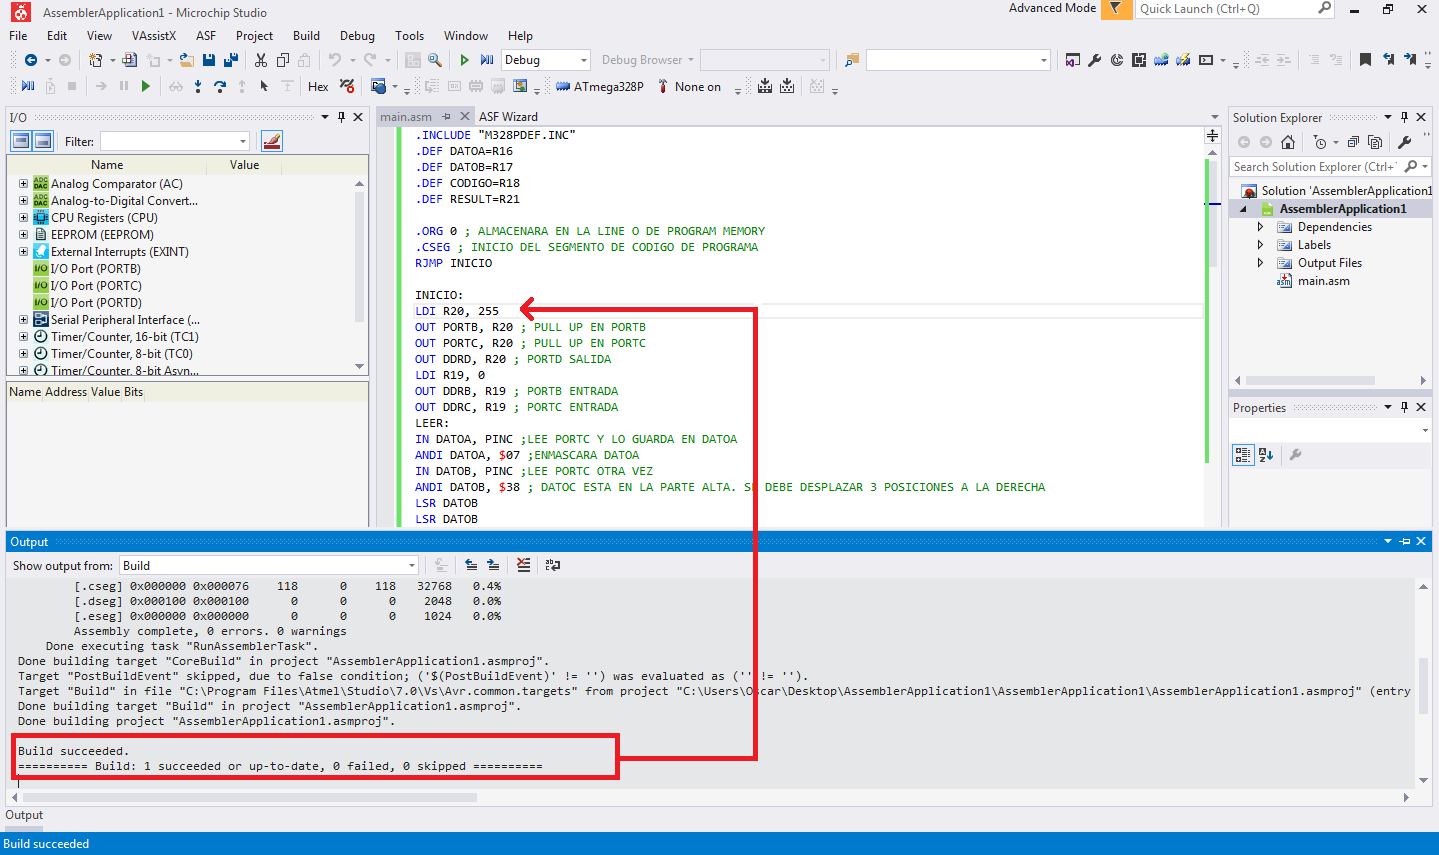 AssemblerApplication1 - Microchip Studio
Advanced Mode
Quick Launch (Ctrl+Q)
File Edit View VAssistX ASF Project Build Debug Tools Window Help
Debug
Debug Browser
Hex
ATmega328P
None on
I/O
Filter:
Name Value
Analog Comparator (AC)
Analog-to-Digital Convert...
CPU Registers (CPU)
EEPROM (EEPROM)
External Interrupts (EXINT)
I/O Port (PORTB)
I/O Port (PORTC)
I/O Port (PORTD)
Serial Peripheral Interface (...
Timer/Counter, 16-bit (TC1)
Timer/Counter, 8-bit (TC0)
Timer/Counter, 8-bit Asyn...
Name Address Value Bits
main.asm
ASF Wizard
.INCLUDE "M328PDEF.INC"
.DEF DATOA=R16
.DEF DATOB=R17
.DEF CODIGO=R18
.DEF RESULT=R21
.ORG 0 ; ALMACENARA EN LA LINE O DE PROGRAM MEMORY
.CSEG ; INICIO DEL SEGMENTO DE CODIGO DE PROGRAMA
RJMP INICIO
INICIO:
LDI R20, 255
OUT PORTB, R20 ; PULL UP EN PORTB
OUT PORTC, R20 ; PULL UP EN PORTC
OUT DDRD, R20 ; PORTD SALIDA
LDI R19, 0
OUT DDRB, R19 ; PORTB ENTRADA
OUT DDRC, R19 ; PORTC ENTRADA
LEER:
IN DATOA, PINC ;LEE PORTC Y LO GUARDA EN DATOA
ANDI DATOA, $07 ;ENMASCARA DATOA
IN DATOB, PINC ;LEE PORTC OTRA VEZ
ANDI DATOB, $38 ; DATOC ESTA EN LA PARTE ALTA. SE DEBE DESPLAZAR 3 POSICIONES A LA DERECHA
LSR DATOB
LSR DATOB
Solution Explorer
Search Solution Explorer (Ctrl+
Solution 'AssemblerApplication1
AssemblerApplication1
Dependencies
Labels
Output Files
main.asm
Properties
Output
Show output from: Build
[.cseg] 0x000000 0x000076 118 0 118 32768 0.4%
[.dseg] 0x000100 0x000100 0 0 0 2048 0.0%
[.eseg] 0x000000 0x000000 0 0 0 1024 0.0%
Assembly complete, 0 errors. 0 warnings
Done executing task "RunAssemblerTask".
Done building target "CoreBuild" in project "AssemblerApplication1.asmproj".
Target "PostBuildEvent" skipped, due to false condition; ('$(PostBuildEvent)' != '') was evaluated as ('' != '').
Target "Build" in file "C:\Program Files\Atmel\Studio\7.0\Vs\Avr.common.targets" from project "C:\Users\Oscar\Desktop\AssemblerApplication1\AssemblerApplication1\AssemblerApplication1.asmproj" (entry
Done building target "Build" in project "AssemblerApplication1.asmproj".
Done building project "AssemblerApplication1.asmproj".
Build succeeded.
========== Build: 1 succeeded or up-to-date, 0 failed, 0 skipped ==========
Output
Build succeeded